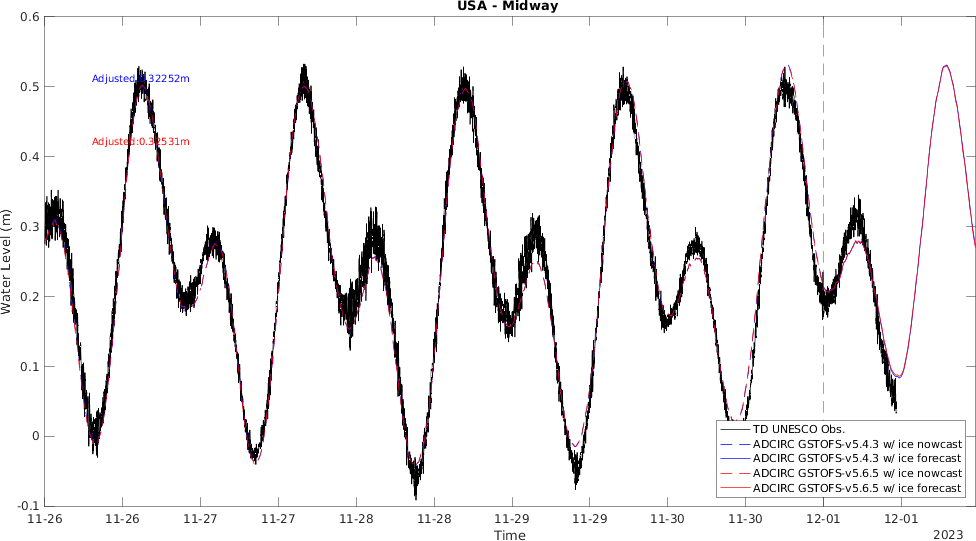 USA - Midway
0.6
0.5
0.4
0.3
0.2
0.1
0
-0.1
Water Level (m)
Adjusted:0.32252m
Adjusted:0.32531m
TD UNESCO Obs.
ADCIRC GSTOFS-v5.4.3 w/ ice nowcast
ADCIRC GSTOFS-v5.4.3 w/ ice forecast
ADCIRC GSTOFS-v5.6.5 w/ ice nowcast
ADCIRC GSTOFS-v5.6.5 w/ ice forecast
11-26 11-26 11-27 11-27 11-28 11-28 11-29 11-29 11-30 11-30 12-01 12-01
Time
2023